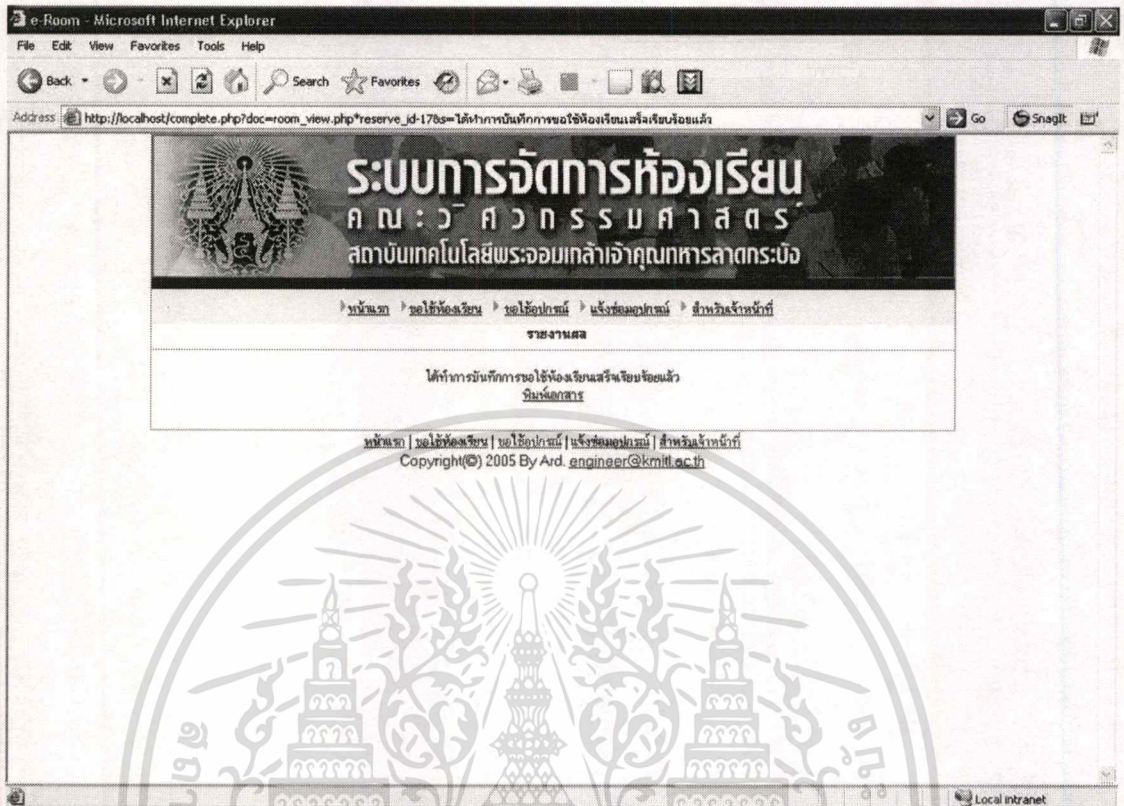 e-Room - Microsoft Internet Explorer
File Edit View Favorites Tools Help
Back Search Favorites
Address http://localhost/complete.php?doc=room_view.php*reserve_id-17&s=ได้ทำการบันทึกการขอใช้ห้องเรียนเสร็จเรียบร้อยแล้ว Go SnagIt
ระบบการจัดการห้องเรียน
คณะวิศวกรรมศาสตร์
สถาบันเทคโนโลยีพระจอมเกล้าเจ้าคุณทหารลาดกระบัง
หน้าแรก ขอใช้ห้องเรียน ขอใช้อุปกรณ์ แจ้งซ่อมอุปกรณ์ สำหรับเจ้าหน้าที่
รายงานผล
ได้ทำการบันทึกการขอใช้ห้องเรียนเสร็จเรียบร้อยแล้ว
พิมพ์เอกสาร
หน้าแรก | ขอใช้ห้องเรียน | ขอใช้อุปกรณ์ | แจ้งซ่อมอุปกรณ์ | สำหรับเจ้าหน้าที่
Copyright(©) 2005 By Ard. engineer@kmitl.ac.th
Local intranet